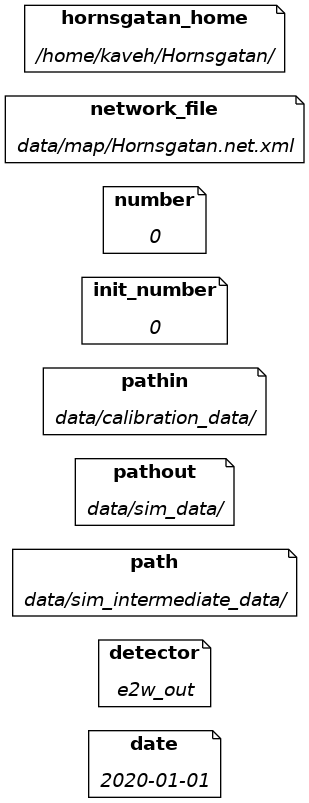 hornsgatan_home
/home/kaveh/Hornsgatan/
network_file
data/map/Hornsgatan.net.xml
number
0
init_number
0
pathin
data/calibration_data/
pathout
data/sim_data/
path
data/sim_intermediate_data/
detector
e2w_out
date
2020-01-01